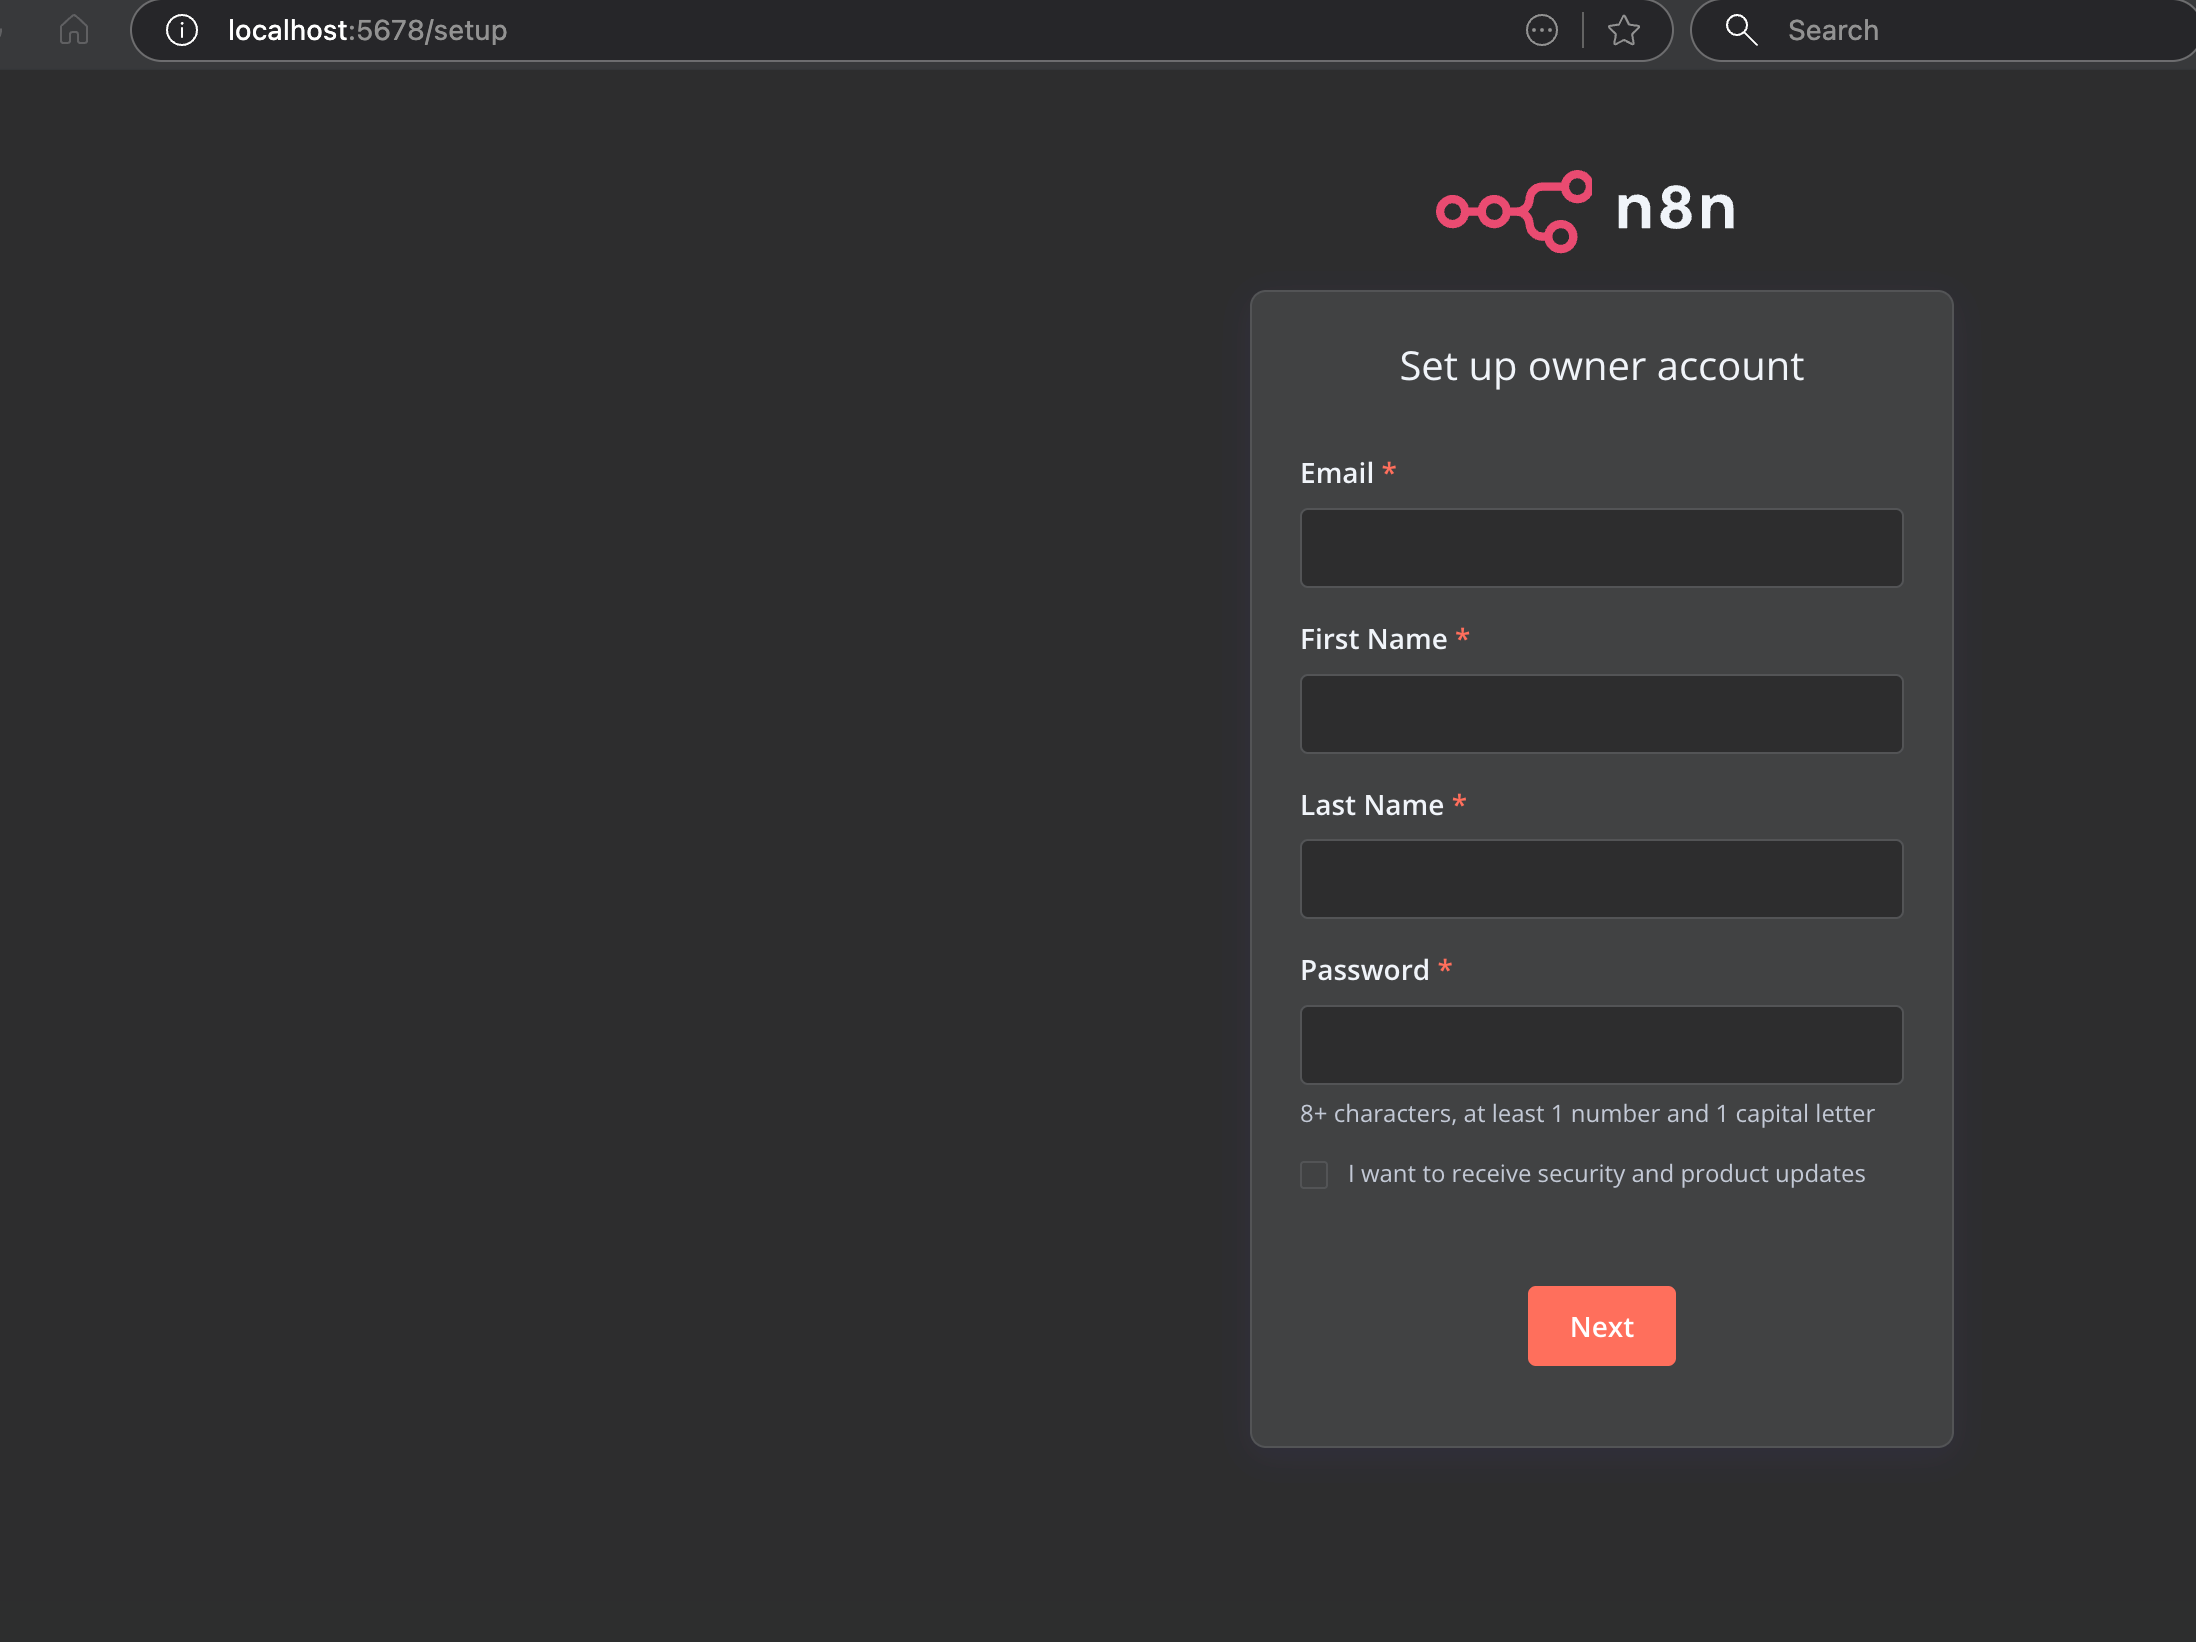 localhost:5678/setup
Search
n8n
Set up owner account
Email *
First Name *
Last Name *
Password *
8+ characters, at least 1 number and 1 capital letter
I want to receive security and product updates
Next